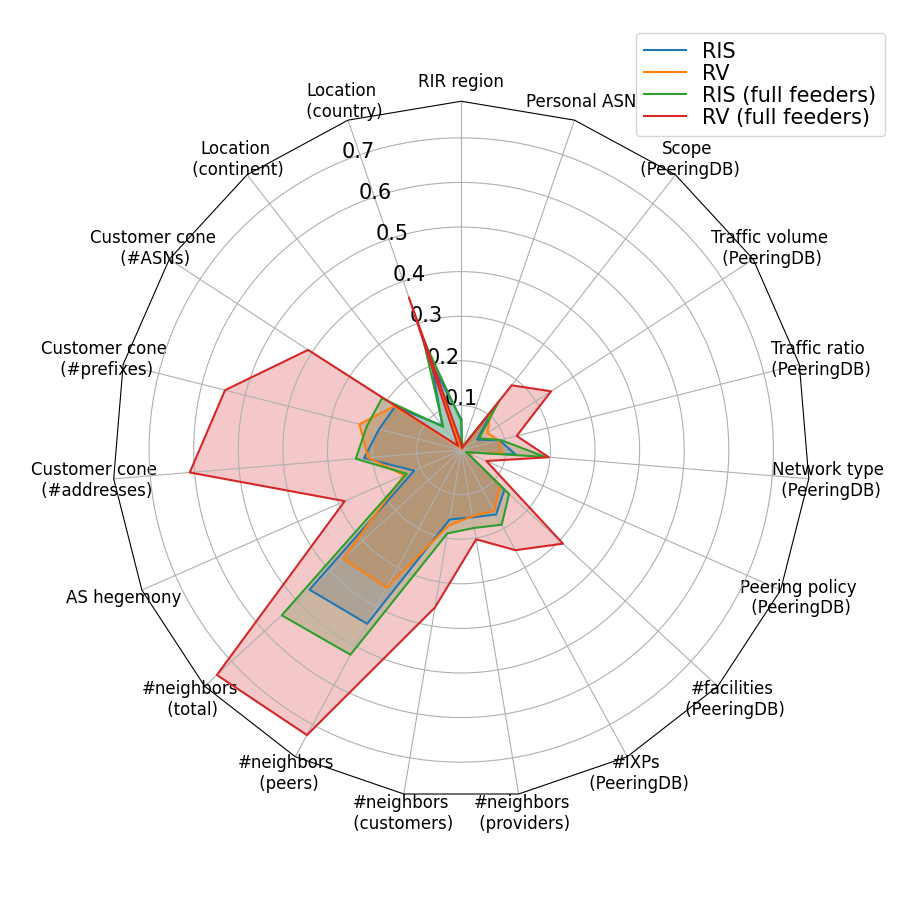 RIS
RV
RIS (full feeders)
RV (full feeders)
RIR region
Personal ASN
Scope
(PeeringDB)
Traffic volume
(PeeringDB)
Traffic ratio
(PeeringDB)
Network type
(PeeringDB)
Peering policy
(PeeringDB)
#facilities
(PeeringDB)
#IXPs
(PeeringDB)
#neighbors
(providers)
#neighbors
(customers)
#neighbors
(peers)
#neighbors
(total)
AS hegemony
Customer cone
(#addresses)
Customer cone
(#prefixes)
Customer cone
(#ASNs)
Location
(continent)
Location
(country)
0.7
0.6
0.5
0.4
0.3
0.2
0.1